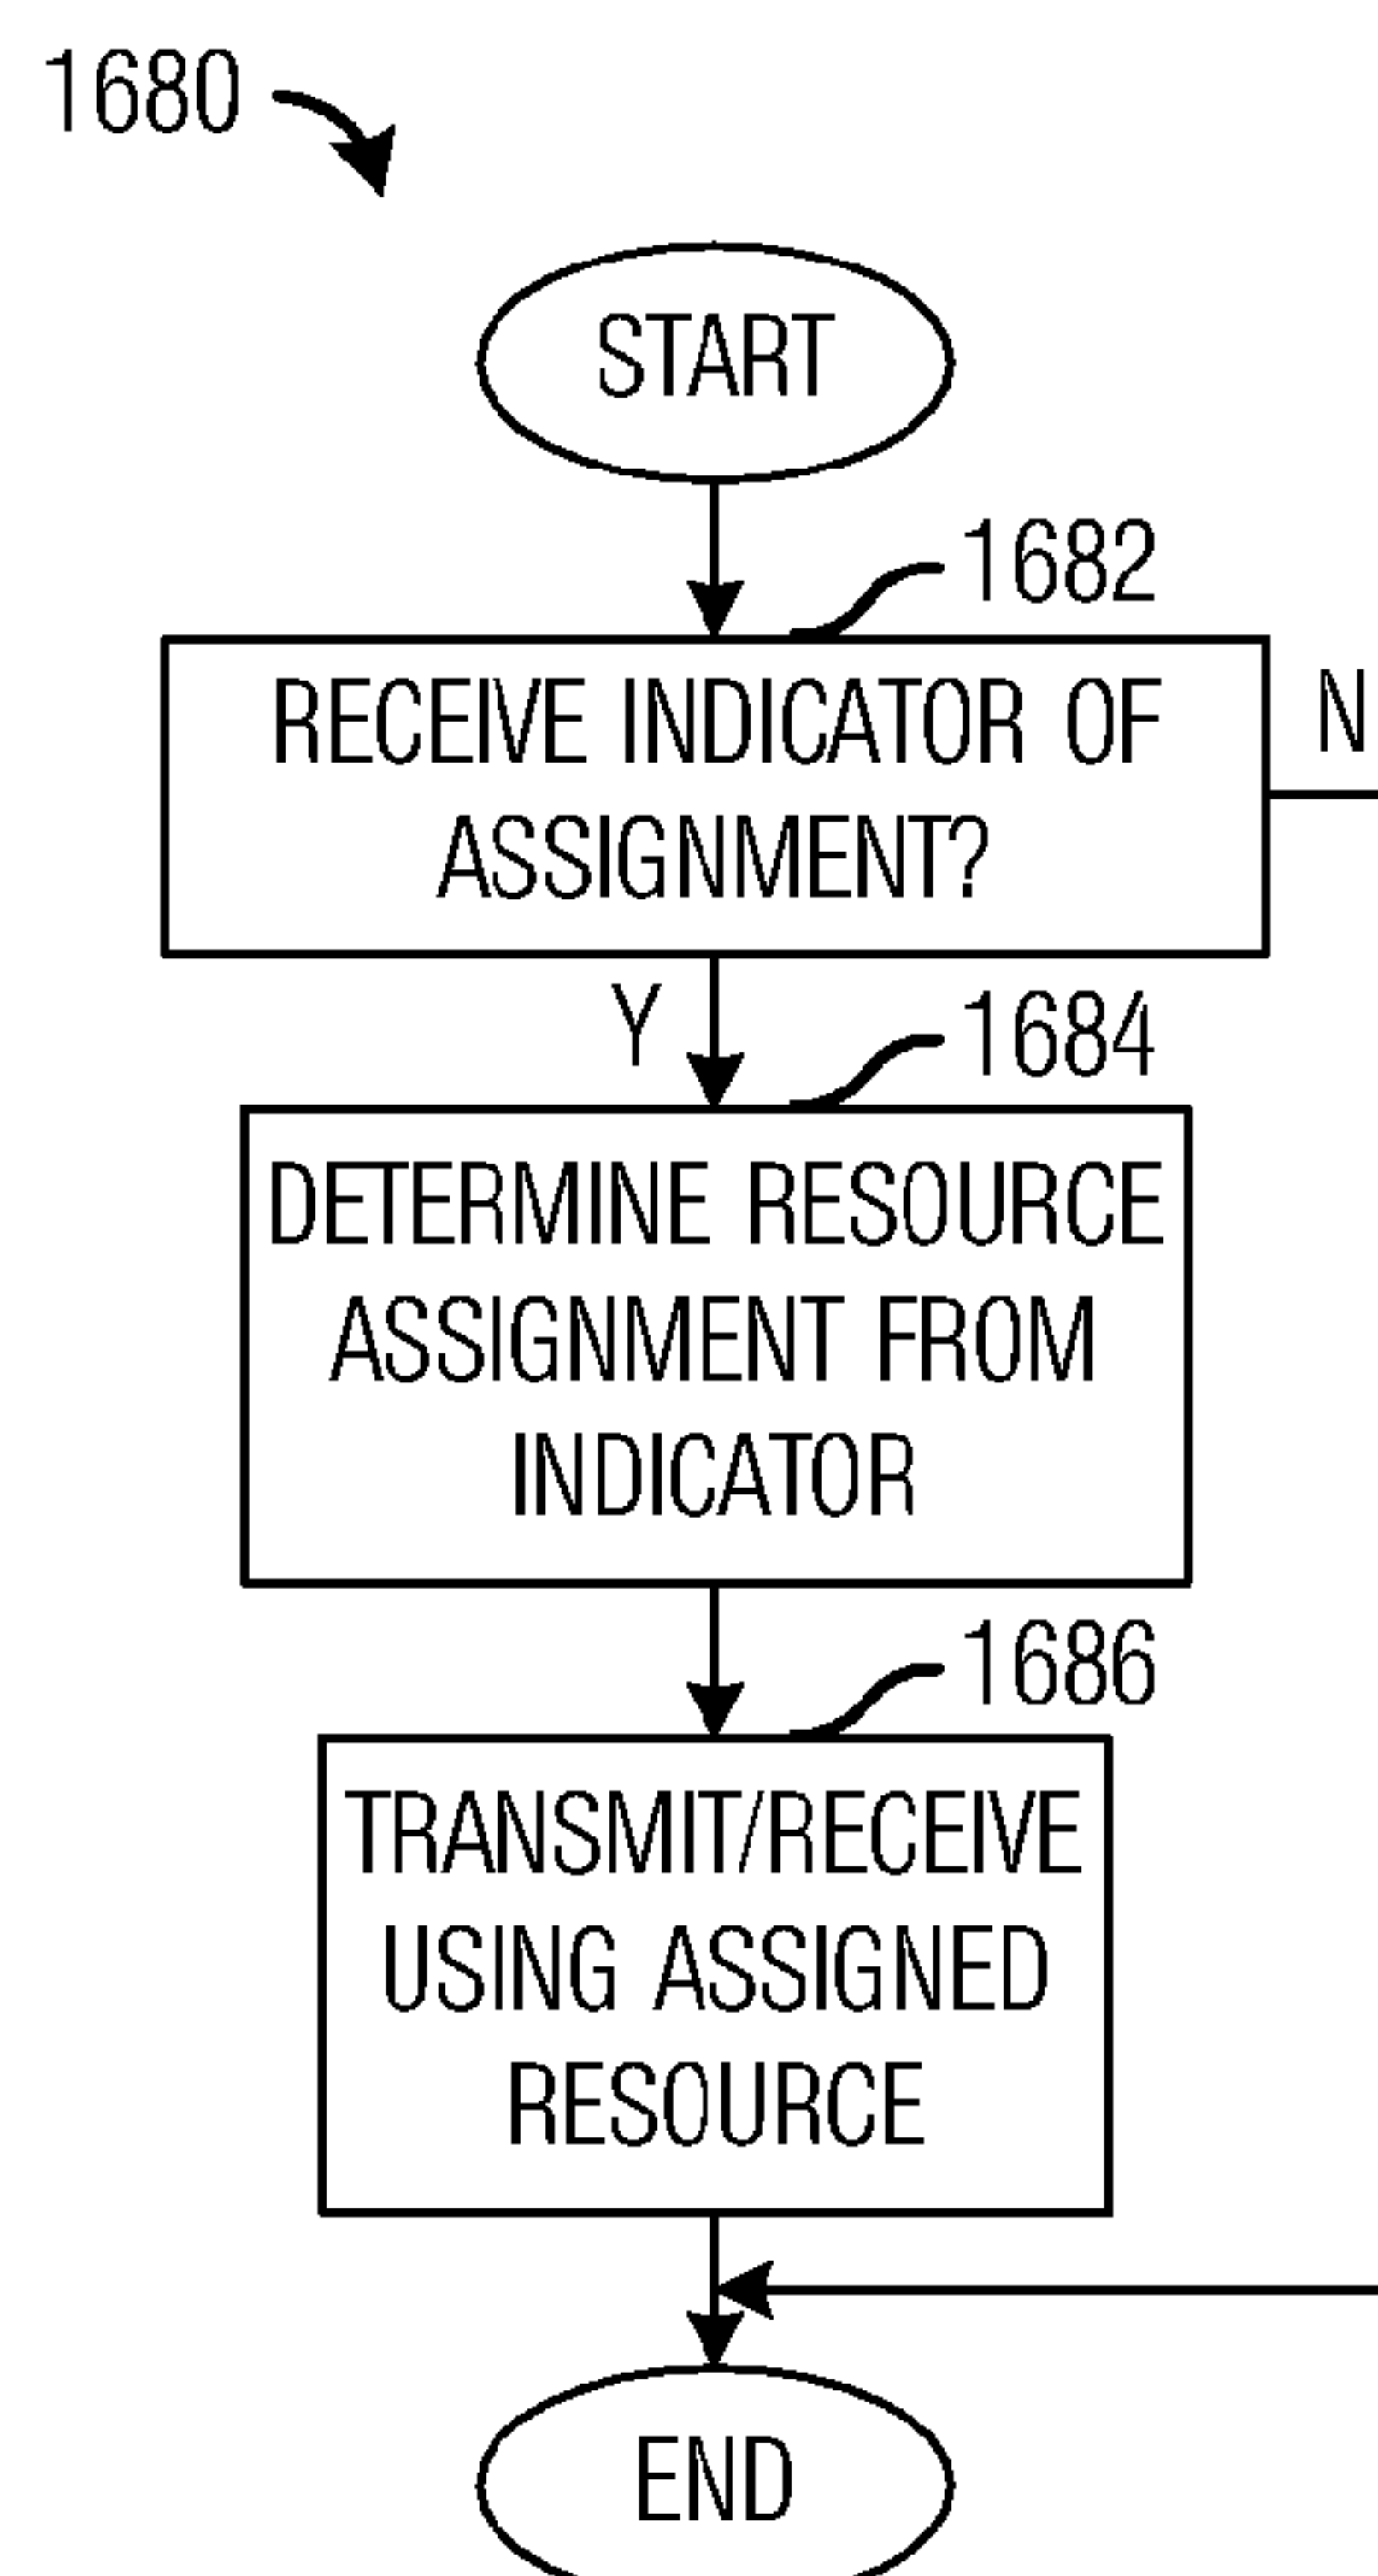 1680
START
1682
RECEIVE INDICATOR OF
ASSIGNMENT?
N
Y
1684
DETERMINE RESOURCE
ASSIGNMENT FROM
INDICATOR
1686
TRANSMIT/RECEIVE
USING ASSIGNED
RESOURCE
END